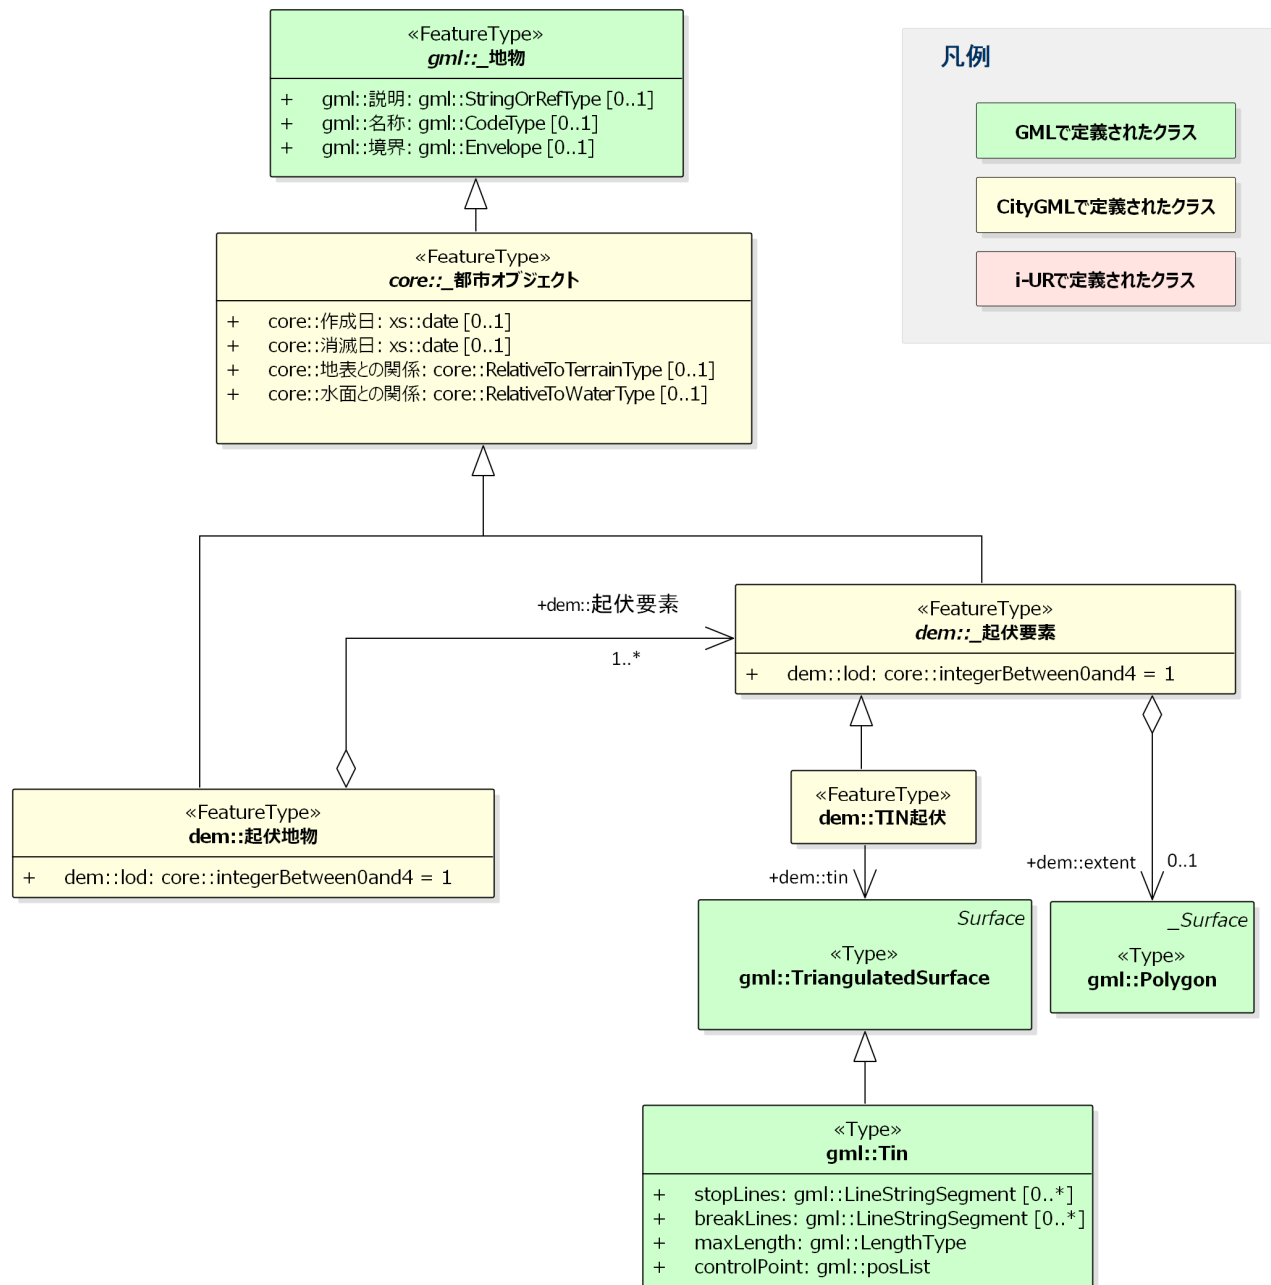 «FeatureType»
gml::_地物
+ gml::説明: gml::StringOrRefType [0..1]
+ gml::名称: gml::CodeType [0..1]
+ gml::境界: gml::Envelope [0..1]
凡例
GMLで定義されたクラス
CityGMLで定義されたクラス
i-URで定義されたクラス
«FeatureType»
core::_都市オブジェクト
+ core::作成日: xs::date [0..1]
+ core::消滅日: xs::date [0..1]
+ core::地表との関係: core::RelativeToTerrainType [0..1]
+ core::水面との関係: core::RelativeToWaterType [0..1]
+dem::起伏要素
1..*
«FeatureType»
dem::_起伏要素
+ dem::lod: core::integerBetween0and4 = 1
«FeatureType»
dem::起伏地物
+ dem::lod: core::integerBetween0and4 = 1
«FeatureType»
dem::TIN起伏
+dem::tin
+dem::extent
0..1
Surface
«Type»
gml::TriangulatedSurface
_Surface
«Type»
gml::Polygon
«Type»
gml::Tin
+ stopLines: gml::LineStringSegment [0..*]
+ breakLines: gml::LineStringSegment [0..*]
+ maxLength: gml::LengthType
+ controlPoint: gml::posList